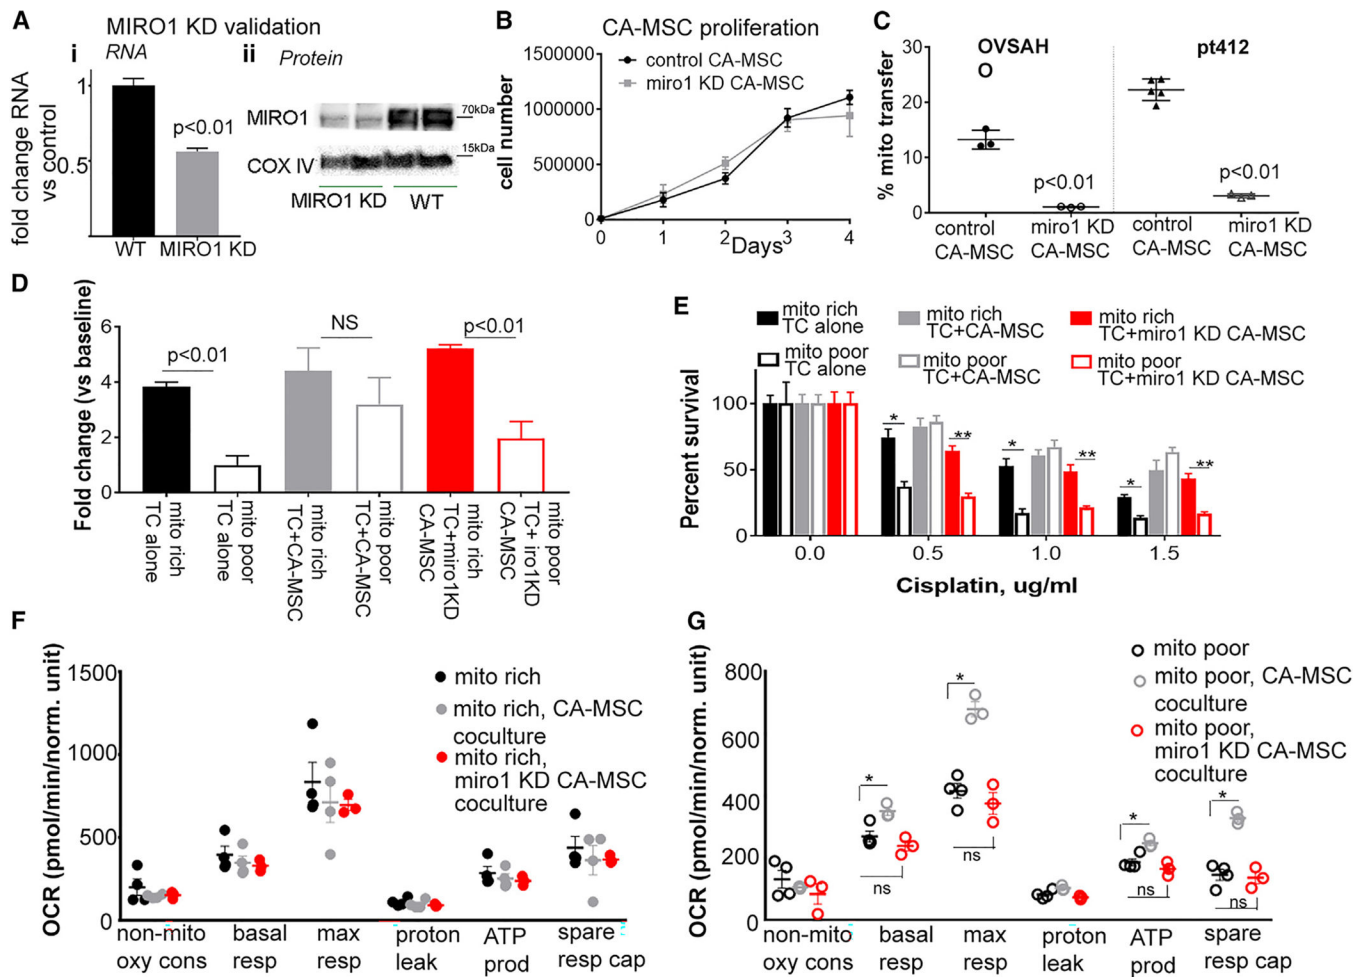 A
MIRO1 KD validation
i
RNA
fold change RNA
vs control
1
0.5
p<0.01
WT
MIRO1 KD
ii
Protein
MIRO1
COX IV
70kDa
15kDa
MIRO1 KD
WT
B
CA-MSC proliferation
cell number
1500000
1000000
500000
0
control CA-MSC
miro1 KD CA-MSC
0 1 2 3 4
Days
C
% mito transfer
30
20
10
0
OVSAH
pt412
p<0.01
p<0.01
control
CA-MSC
miro1 KD
CA-MSC
control
CA-MSC
miro1 KD
CA-MSC
D
Fold change (vs baseline)
6
4
2
0
p<0.01
NS
p<0.01
mito rich
TC alone
mito poor
TC alone
mito rich
TC+CA-MSC
mito poor
TC+CA-MSC
mito rich
TC+miro1KD
CA-MSC
mito poor
TC+ iro1KD
CA-MSC
E
mito rich
TC alone
mito rich
TC+CA-MSC
mito rich
TC+miro1 KD CA-MSC
mito poor
TC alone
mito poor
TC+CA-MSC
mito poor
TC+miro1 KD CA-MSC
Percent survival
100
50
0
* ** * ** * **
0.0 0.5 1.0 1.5
Cisplatin, ug/ml
F
OCR (pmol/min/norm. unit)
1500
1000
500
0
mito rich
mito rich, CA-MSC
coculture
mito rich,
miro1 KD CA-MSC
coculture
non-mito
oxy cons
basal
resp
max
resp
proton
leak
ATP
prod
spare
resp cap
G
OCR (pmol/min/norm. unit)
800
600
400
200
0
mito poor
mito poor, CA-MSC
coculture
mito poor,
miro1 KD CA-MSC
coculture
*
ns
*
ns
*
ns
*
ns
non-mito
oxy cons
basal
resp
max
resp
proton
leak
ATP
prod
spare
resp cap